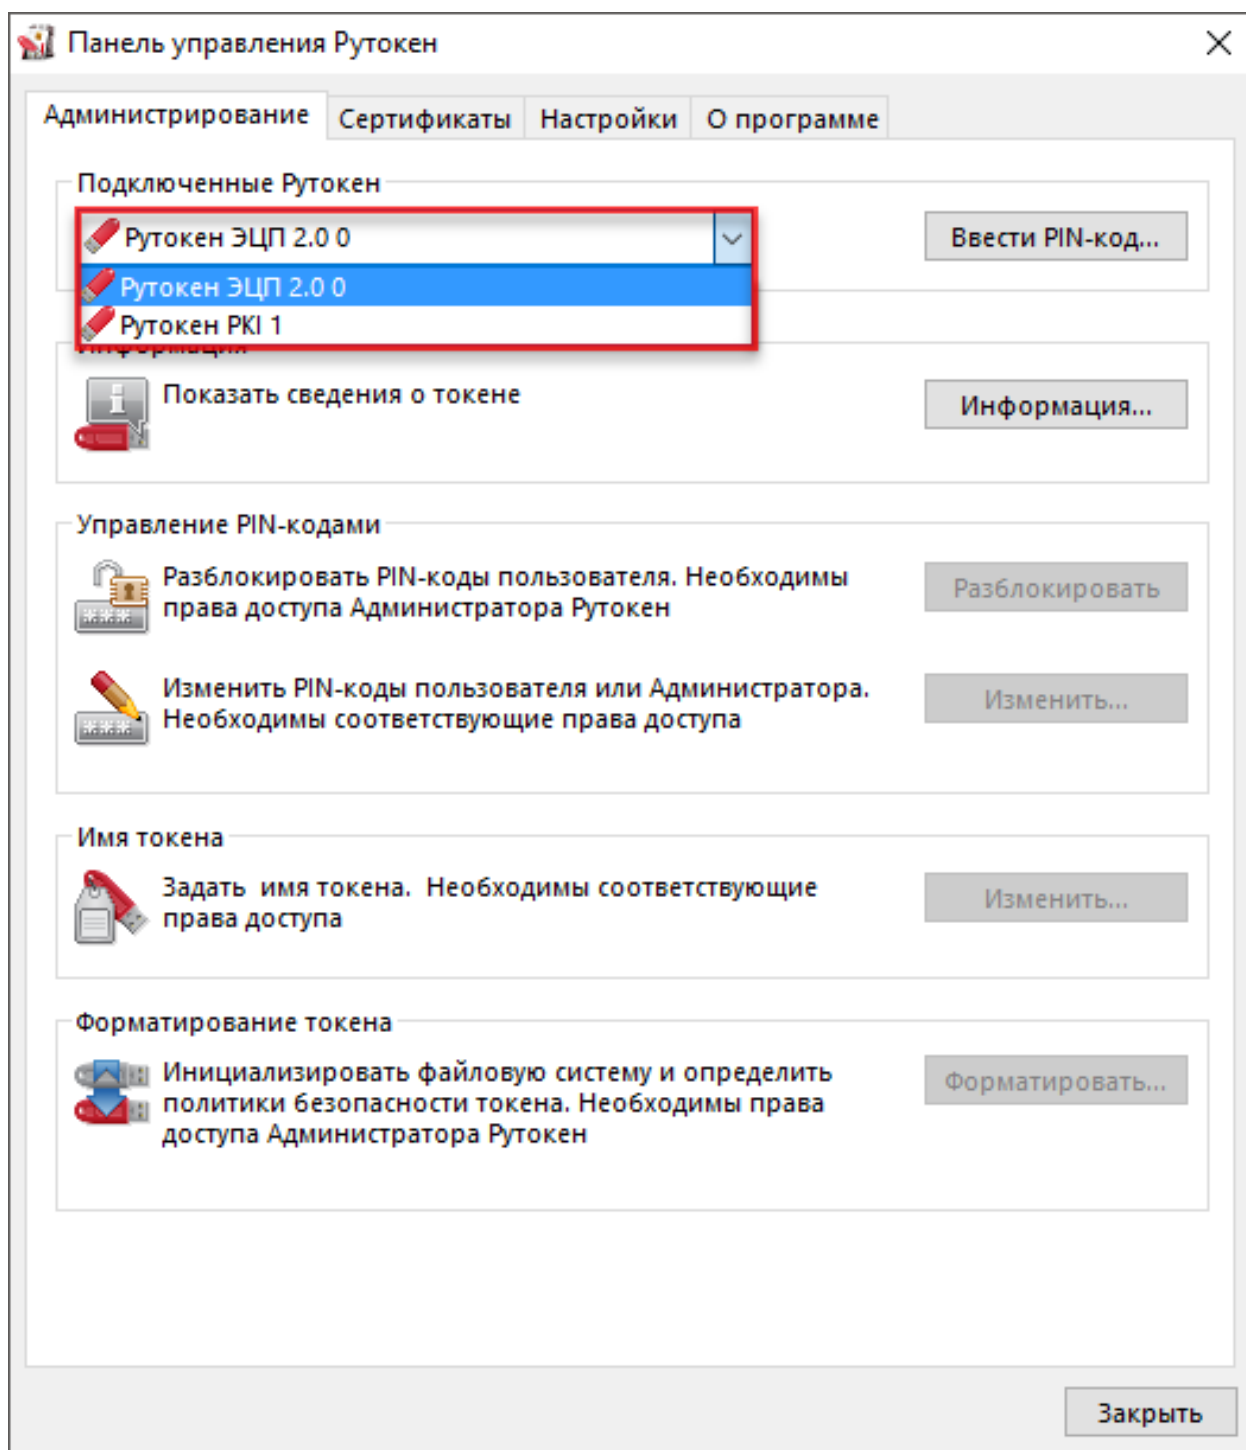 Панель управления Рутокен
Администрирование
Сертификаты
Настройки
О программе
Подключенные Рутокен
Рутокен ЭЦП 2.0 0
Ввести PIN-код...
Рутокен ЭЦП 2.0 0
Рутокен PKI 1
Информация
Показать сведения о токене
Информация...
Управление PIN-кодами
Разблокировать PIN-коды пользователя. Необходимы
права доступа Администратора Рутокен
Разблокировать
Изменить PIN-коды пользователя или Администратора.
Необходимы соответствующие права доступа
Изменить...
Имя токена
Задать имя токена. Необходимы соответствующие
права доступа
Изменить...
Форматирование токена
Инициализировать файловую систему и определить
политики безопасности токена. Необходимы права
доступа Администратора Рутокен
Форматировать...
Закрыть